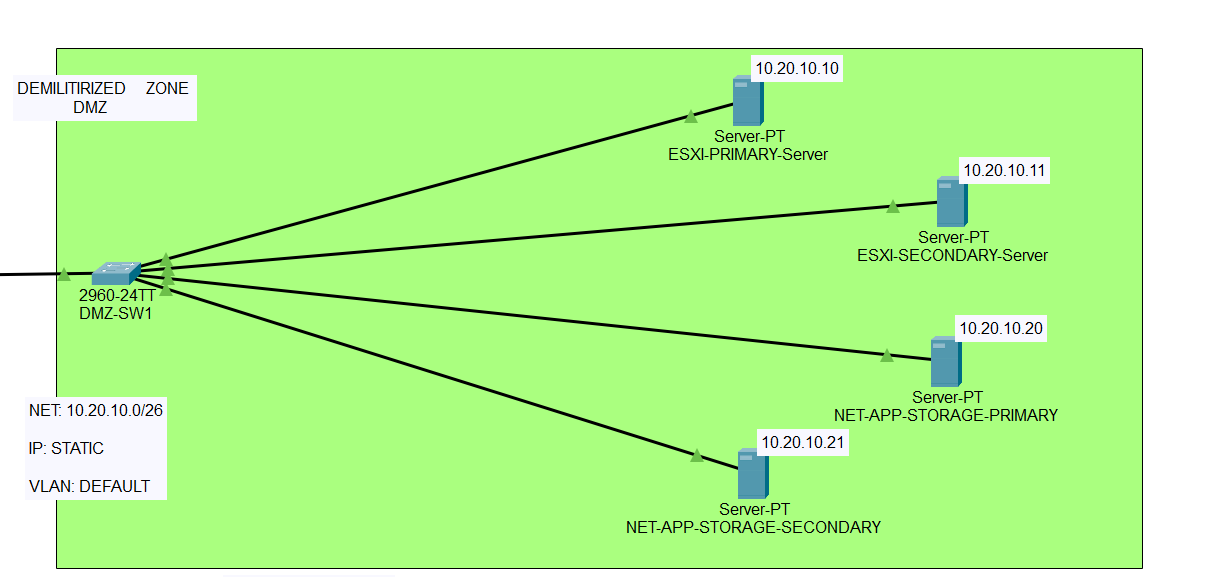 DEMILITIRIZED ZONE
DMZ
10.20.10.10
Server-PT
ESXI-PRIMARY-Server
10.20.10.11
Server-PT
ESXI-SECONDARY-Server
2960-24TT
DMZ-SW1
10.20.10.20
Server-PT
NET-APP-STORAGE-PRIMARY
NET: 10.20.10.0/26
IP: STATIC
VLAN: DEFAULT
10.20.10.21
Server-PT
NET-APP-STORAGE-SECONDARY